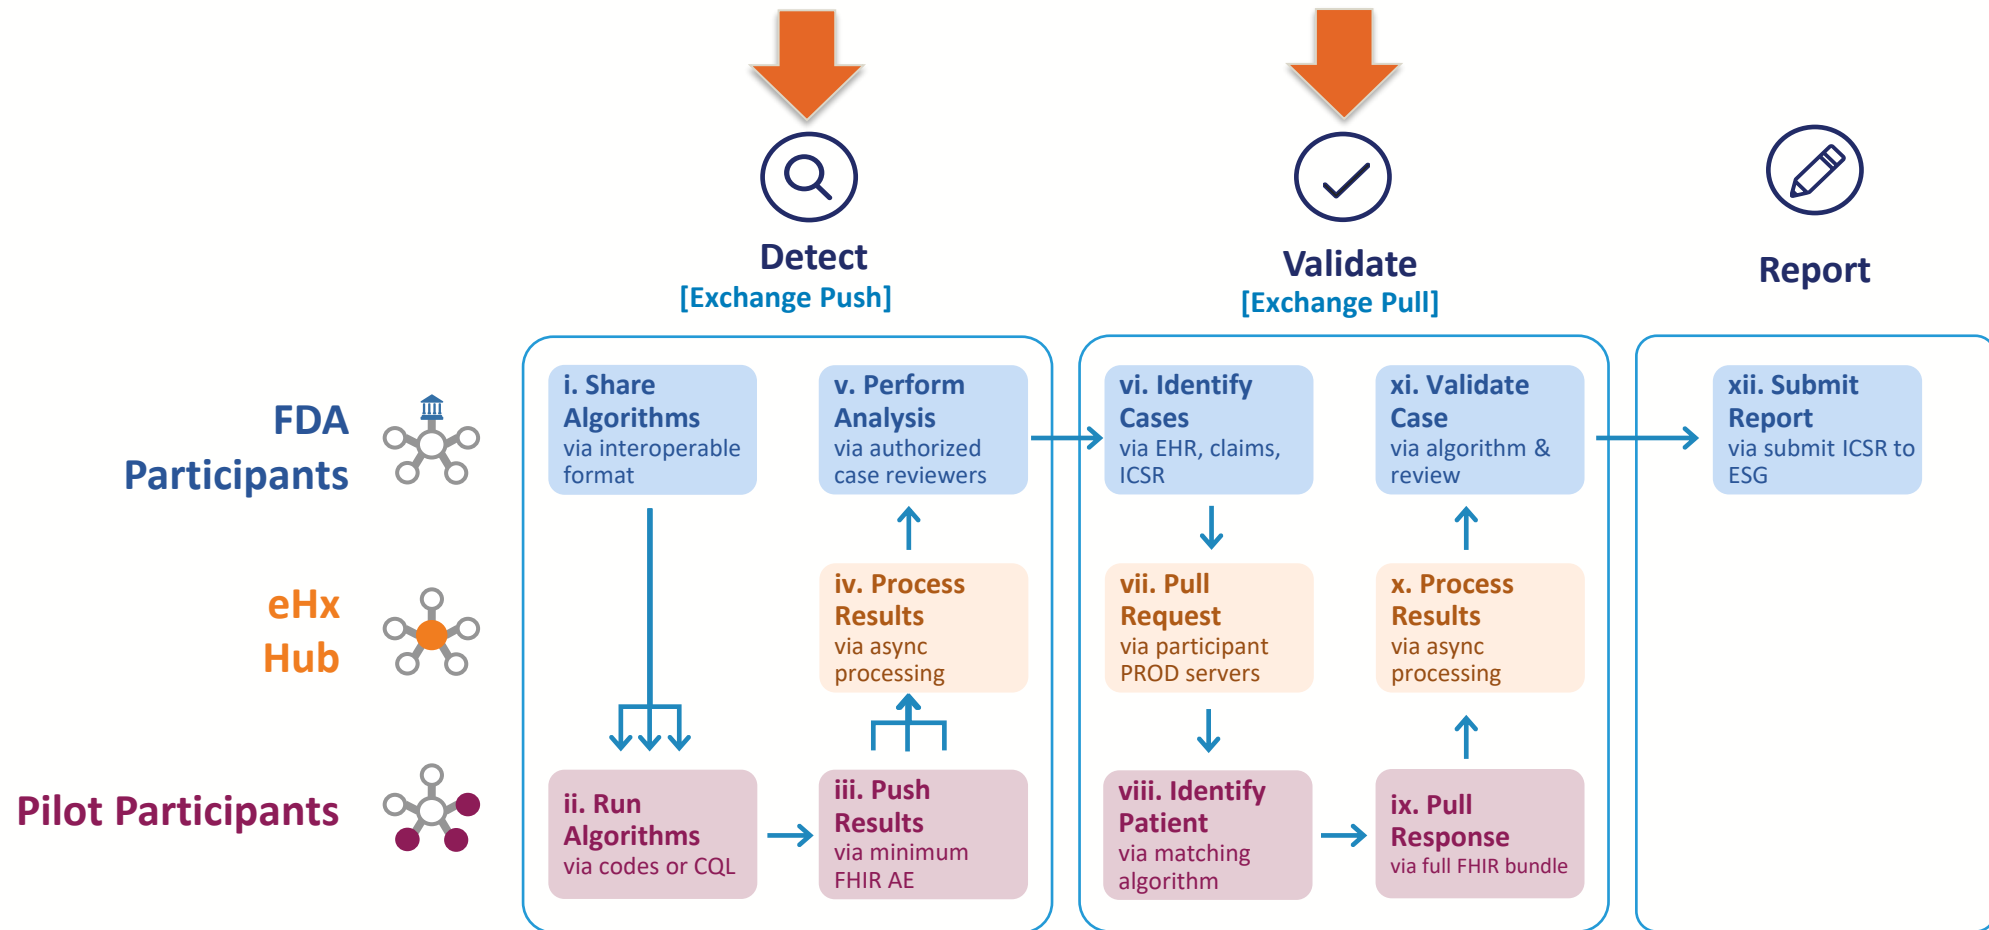 Detect
[Exchange Push]
Validate
[Exchange Pull]
Report
FDA
Participants
i. Share
Algorithms
via interoperable
format
v. Perform
Analysis
via authorized
case reviewers
vi. Identify
Cases
via EHR, claims,
ICSR
xi. Validate
Case
via algorithm &
review
xii. Submit
Report
via submit ICSR to
ESG
eHx
Hub
iv. Process
Results
via async
processing
vii. Pull
Request
via participant
PROD servers
x. Process
Results
via async
processing
Pilot Participants
ii. Run
Algorithms
via codes or CQL
iii. Push
Results
via minimum
FHIR AE
viii. Identify
Patient
via matching
algorithm
ix. Pull
Response
via full FHIR bundle